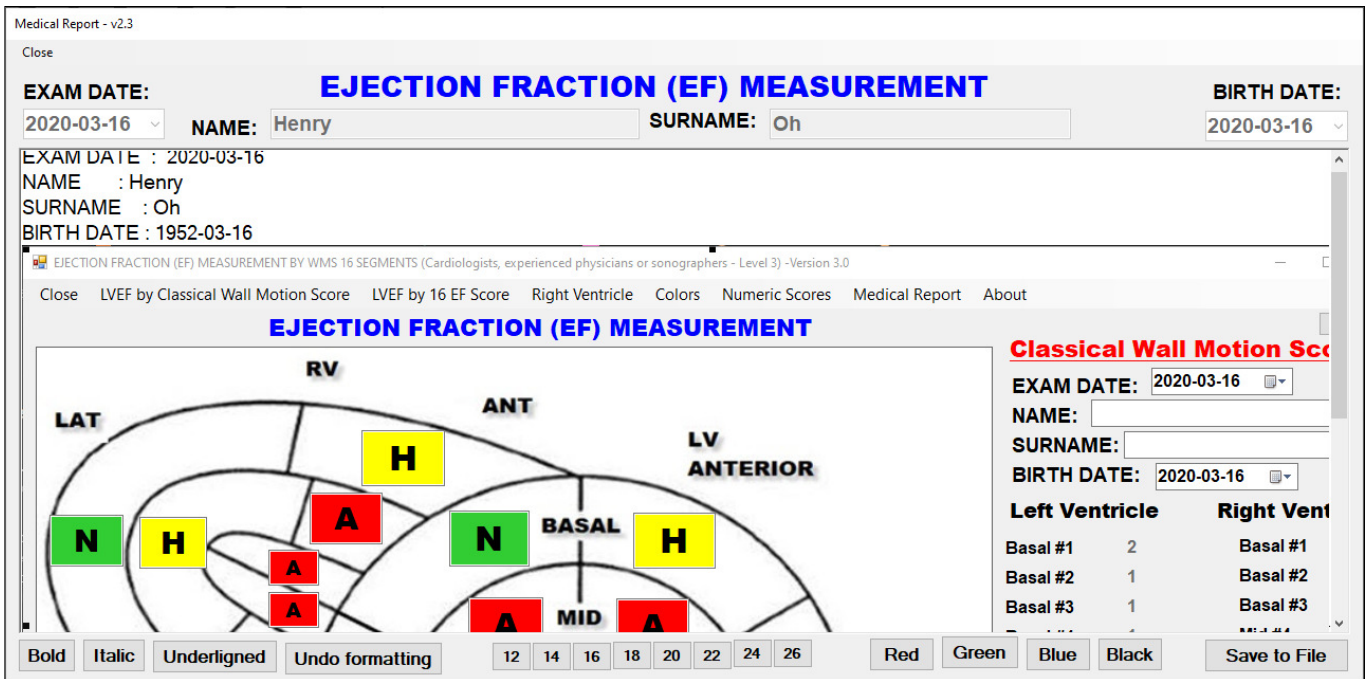 Medical Report - v2.3
Close
EJECTION FRACTION (EF) MEASUREMENT
EXAM DATE:
BIRTH DATE:
2020-03-16 NAME: Henry SURNAME: Oh 2020-03-16
EXAM DATE : 2020-03-16
NAME : Henry
SURNAME : Oh
BIRTH DATE : 1952-03-16
EJECTION FRACTION (EF) MEASUREMENT BY WMS 16 SEGMENTS (Cardiologists, experienced physicians or sonographers - Level 3) -Version 3.0
Close LVEF by Classical Wall Motion Score LVEF by 16 EF Score Right Ventricle Colors Numeric Scores Medical Report About
EJECTION FRACTION (EF) MEASUREMENT
RV
LAT
ANT
LV
ANTERIOR
H
A
N
H
N
BASAL
H
A
A
A
MID
A
Classical Wall Motion Sco
EXAM DATE: 2020-03-16
NAME:
SURNAME:
BIRTH DATE: 2020-03-16
Left Ventricle Right Vent
Basal #1 2 Basal #1
Basal #2 1 Basal #2
Basal #3 1 Basal #3
Bold Italic Underligned Undo formatting 12 14 16 18 20 22 24 26 Red Green Blue Black Save to File